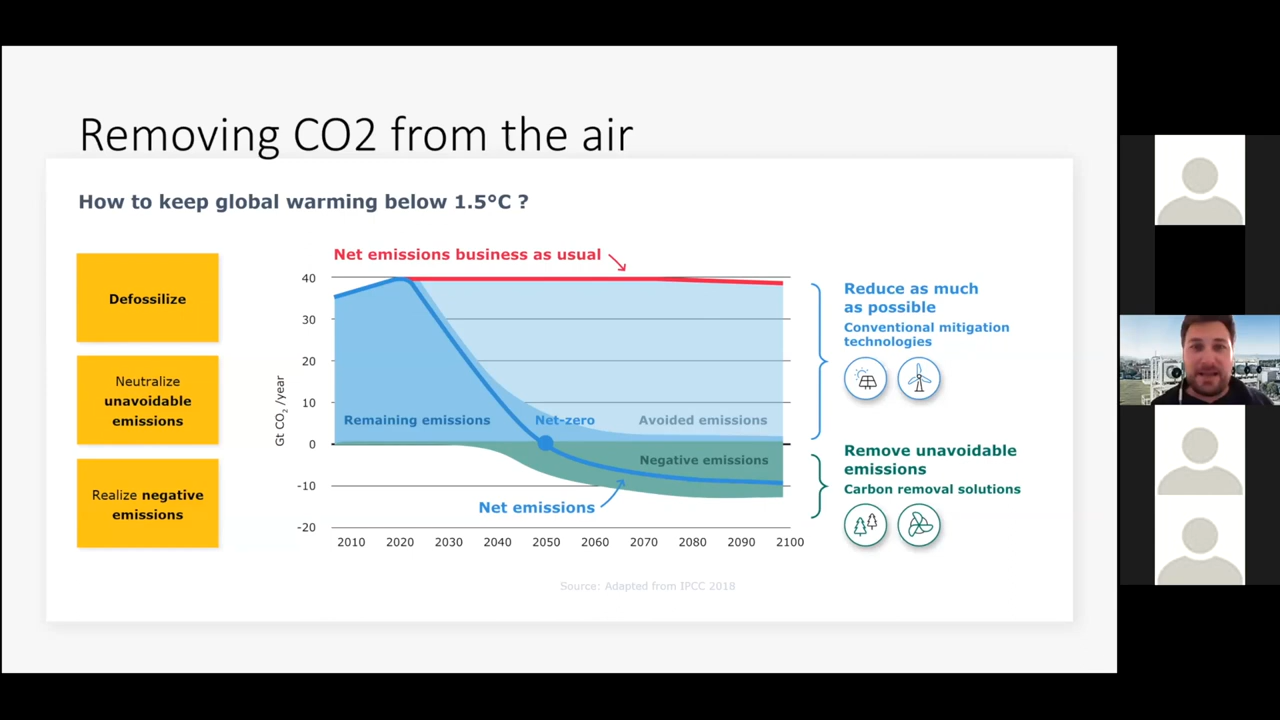 Removing CO2 from the air
How to keep global warming below 1.5°C ?
Defossilize
Neutralize
unavoidable
emissions
Realize negative
emissions
Net emissions business as usual
40
30
20
10
0
-10
-20
Gt CO₂ /year
Remaining emissions
Net-zero
Avoided emissions
Negative emissions
Net emissions
2010 2020 2030 2040 2050 2060 2070 2080 2090 2100
Reduce as much
as possible
Conventional mitigation
technologies
Remove unavoidable
emissions
Carbon removal solutions
Source: Adapted from IPCC 2018